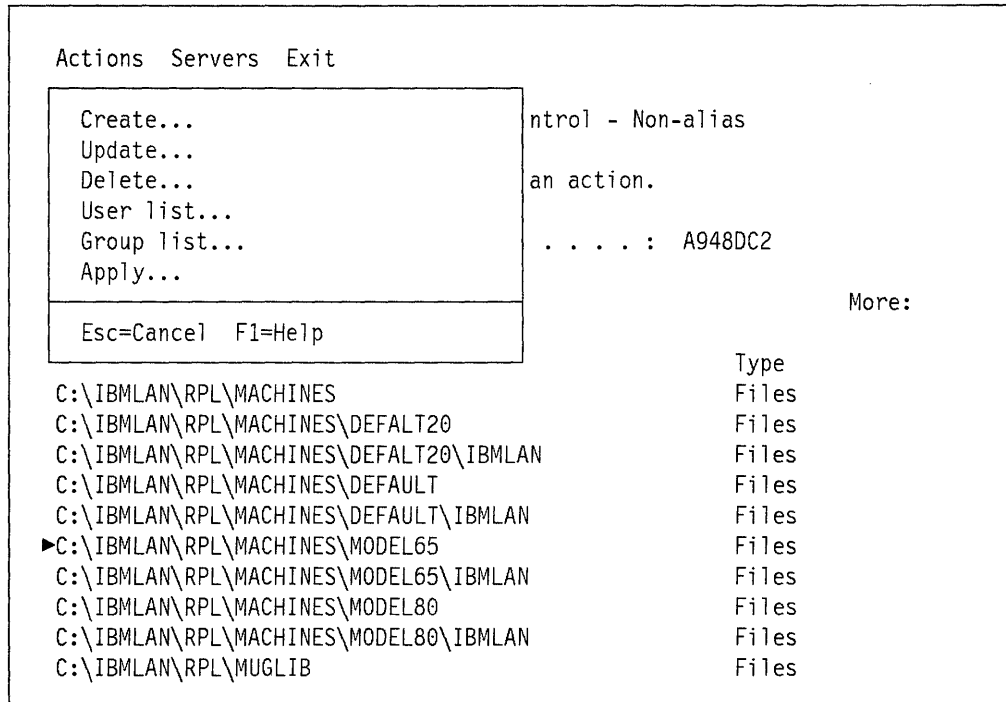 Actions  Servers  Exit
Create...
ntrol - Non-alias
Update...
Delete...
an action.
User list...
Group list...
. . . . :  A948DC2
Apply...
More:
Esc=Cancel  F1=Help
Type
C:\IBMLAN\RPL\MACHINES  Files
C:\IBMLAN\RPL\MACHINES\DEFALT20  Files
C:\IBMLAN\RPL\MACHINES\DEFALT20\IBMLAN  Files
C:\IBMLAN\RPL\MACHINES\DEFAULT  Files
C:\IBMLAN\RPL\MACHINES\DEFAULT\IBMLAN  Files
►C:\IBMLAN\RPL\MACHINES\MODEL65  Files
C:\IBMLAN\RPL\MACHINES\MODEL65\IBMLAN  Files
C:\IBMLAN\RPL\MACHINES\MODEL80  Files
C:\IBMLAN\RPL\MACHINES\MODEL80\IBMLAN  Files
C:\IBMLAN\RPL\MUGLIB  Files